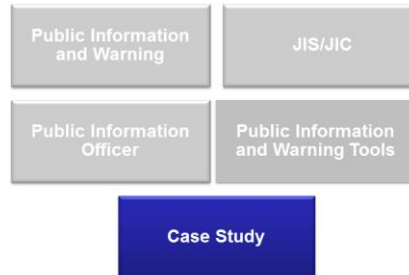 Public Information
and Warning
JIS/JIC
Public Information
Officer
Public Information
and Warning Tools
Case Study